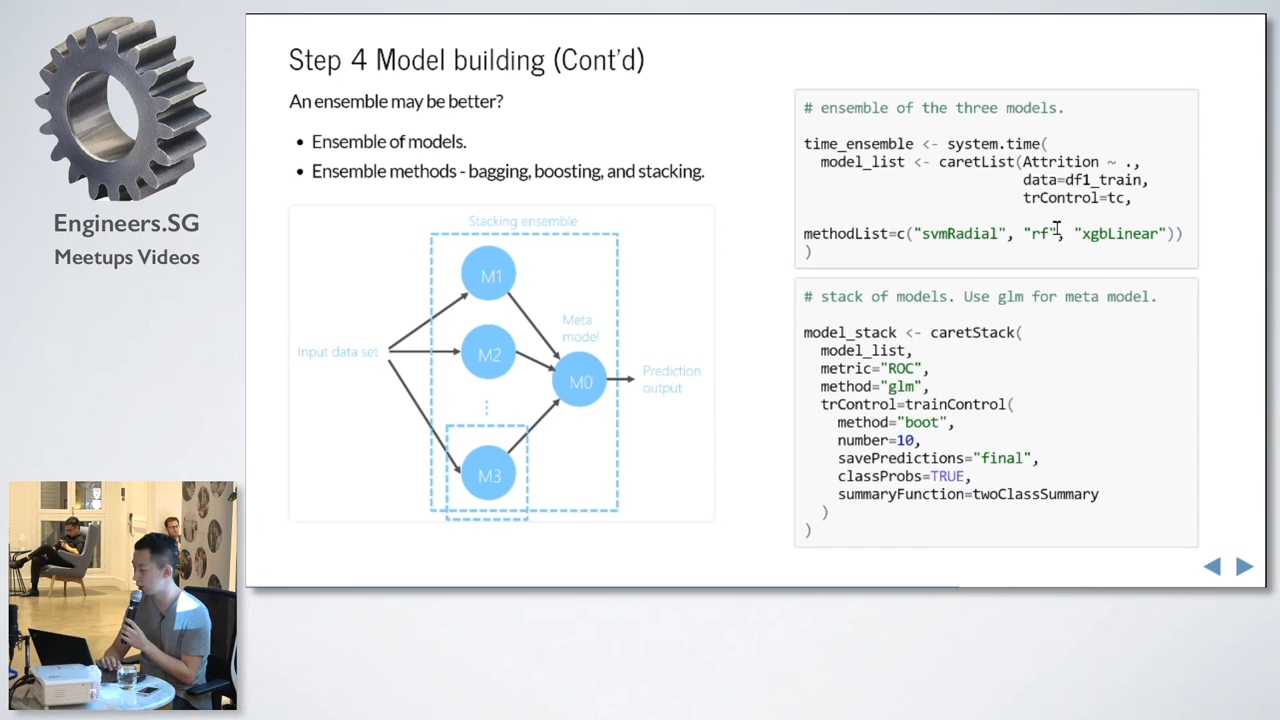 Engineers.SG
Meetups Videos
Step 4 Model building (Cont'd)
An ensemble may be better?
• Ensemble of models.
• Ensemble methods - bagging, boosting, and stacking.
Stacking ensemble
M1
Meta
model
Input data set
M2
M0
Prediction
output
⋮
M3
# ensemble of the three models.
time_ensemble <- system.time(
  model_list <- caretList(Attrition ~ .,
                          data=df1_train,
                          trControl=tc,
methodList=c("svmRadial", "rf", "xgbLinear"))
)
# stack of models. Use glm for meta model.
model_stack <- caretStack(
  model_list,
  metric="ROC",
  method="glm",
  trControl=trainControl(
    method="boot",
    number=10,
    savePredictions="final",
    classProbs=TRUE,
    summaryFunction=twoClassSummary
  )
)